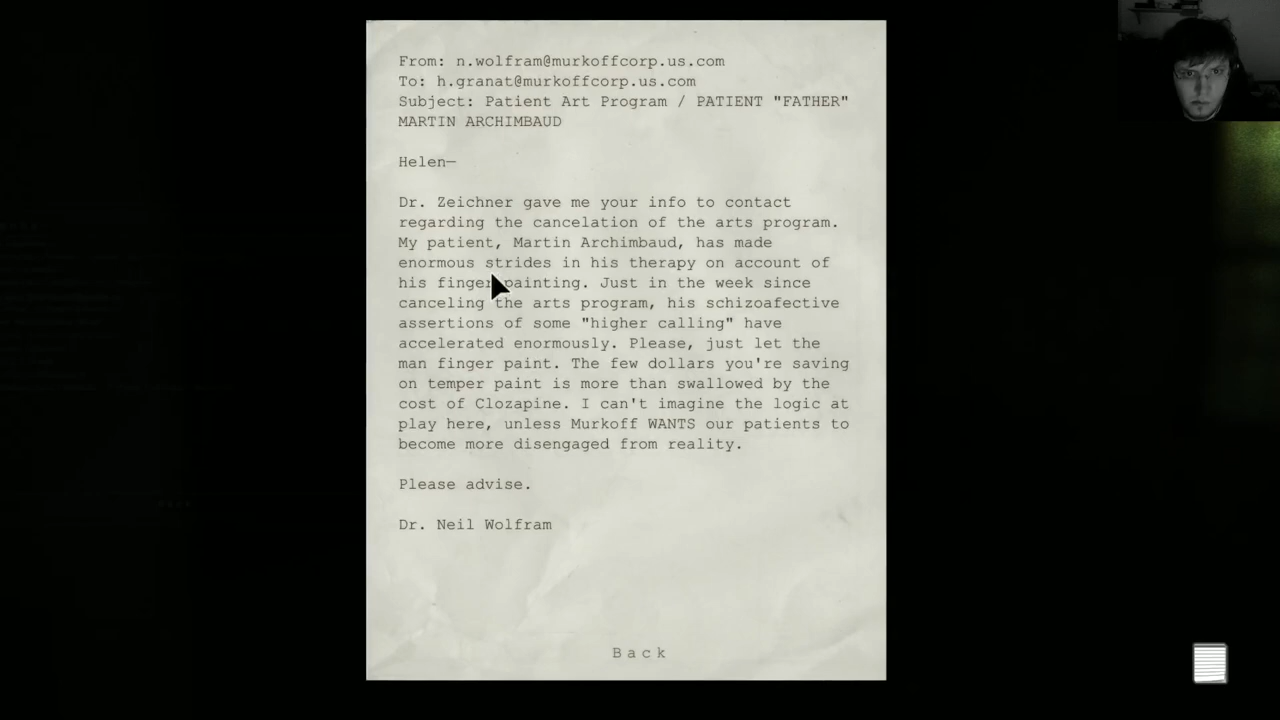 From: n.wolfram@murkoffcorp.us.com
To: h.granat@murkoffcorp.us.com
Subject: Patient Art Program / PATIENT "FATHER"
MARTIN ARCHIMBAUD
Helen—
Dr. Zeichner gave me your info to contact
regarding the cancelation of the arts program.
My patient, Martin Archimbaud, has made
enormous strides in his therapy on account of
his finger painting. Just in the week since
canceling the arts program, his schizoafective
assertions of some "higher calling" have
accelerated enormously. Please, just let the
man finger paint. The few dollars you're saving
on temper paint is more than swallowed by the
cost of Clozapine. I can't imagine the logic at
play here, unless Murkoff WANTS our patients to
become more disengaged from reality.
Please advise.
Dr. Neil Wolfram
Back